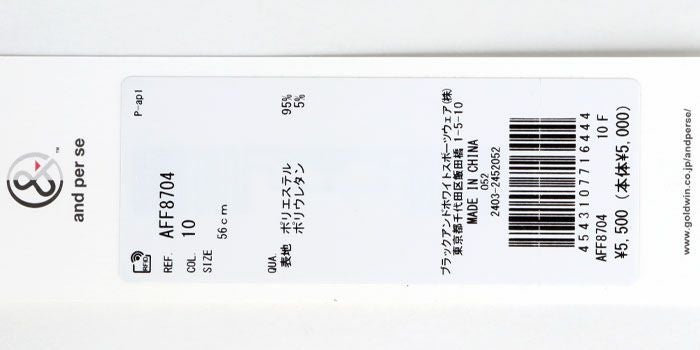 and per se
™
P-apl
RFID
REF. AFF8704
COL. 10
SIZE 56cm
QUA.
表地 ポリエステル 95%
ポリウレタン 5%
ブラックアンドホワイトスポーツウェア(株)
東京都千代田区飯田橋 1-5-10
MADE IN CHINA
052
2403-2452052
4543107716444
AFF8704 10 F
¥5,500 (本体¥5,000)
www.goldwin.co.jp/andperse/